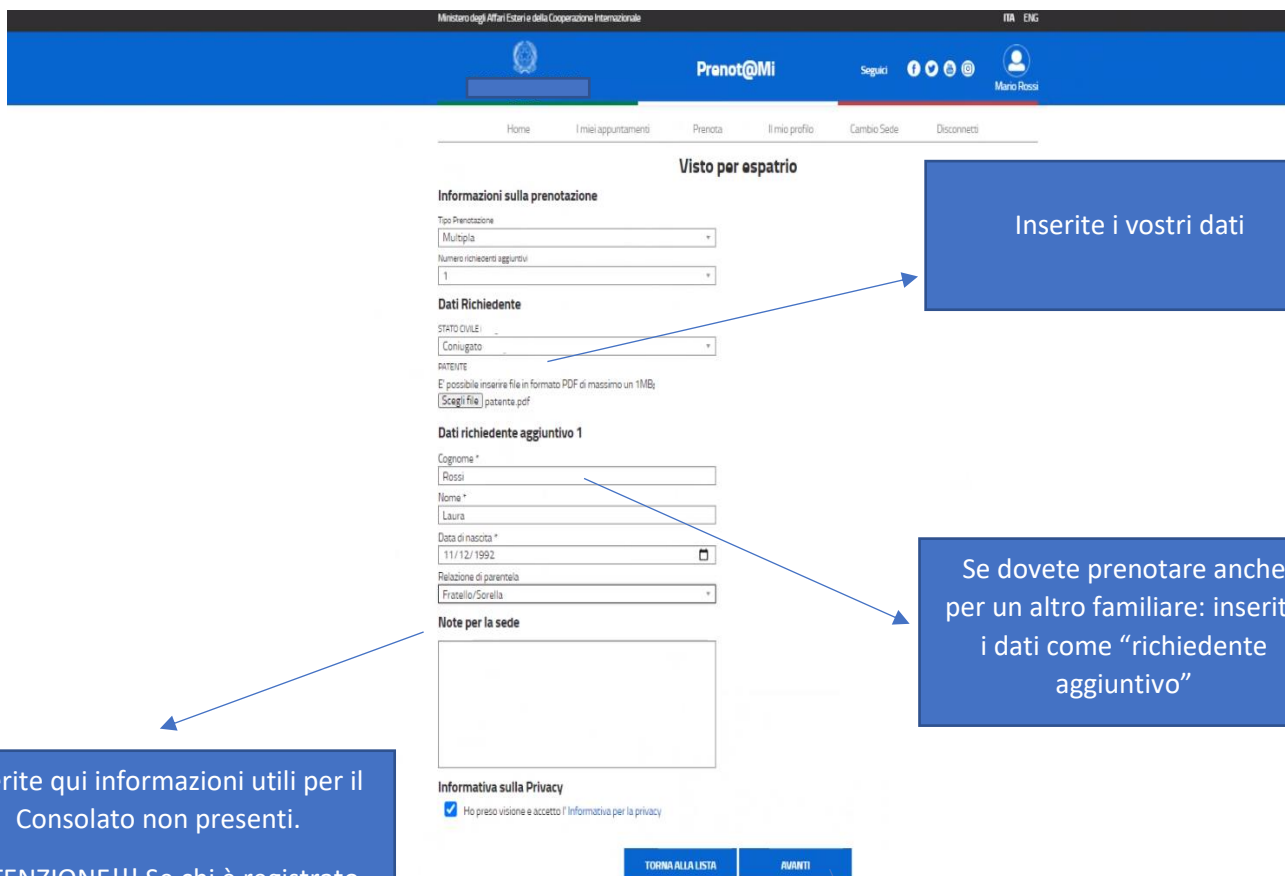 Ministero degli Affari Esteri e della Cooperazione Internazionale
ITA ENG
Prenot@Mi
Seguici
Mario Rossi
Home
I miei appuntamenti
Prenota
Il mio profilo
Cambio Sede
Disconnetti
Visto per espatrio
Informazioni sulla prenotazione
Tipo Prenotazione
Multipla
Numero richiedenti aggiuntivi
1
Inserite i vostri dati
Dati Richiedente
STATO CIVILE:
Coniugato
PATENTE
E' possibile inserire file in formato PDF di massimo un 1MB;
Scegli file patente.pdf
Dati richiedente aggiuntivo 1
Cognome *
Rossi
Nome *
Laura
Data di nascita *
11/12/1992
Relazione di parentela
Fratello/Sorella
Se dovete prenotare anche
per un altro familiare: inserit
i dati come “richiedente
aggiuntivo”
Note per la sede
erite qui informazioni utili per il
Consolato non presenti.
TENZIONE!!! Se chi è registrato
Informativa sulla Privacy
Ho preso visione e accetto l' Informativa per la privacy
TORNA ALLA LISTA
AVANTI